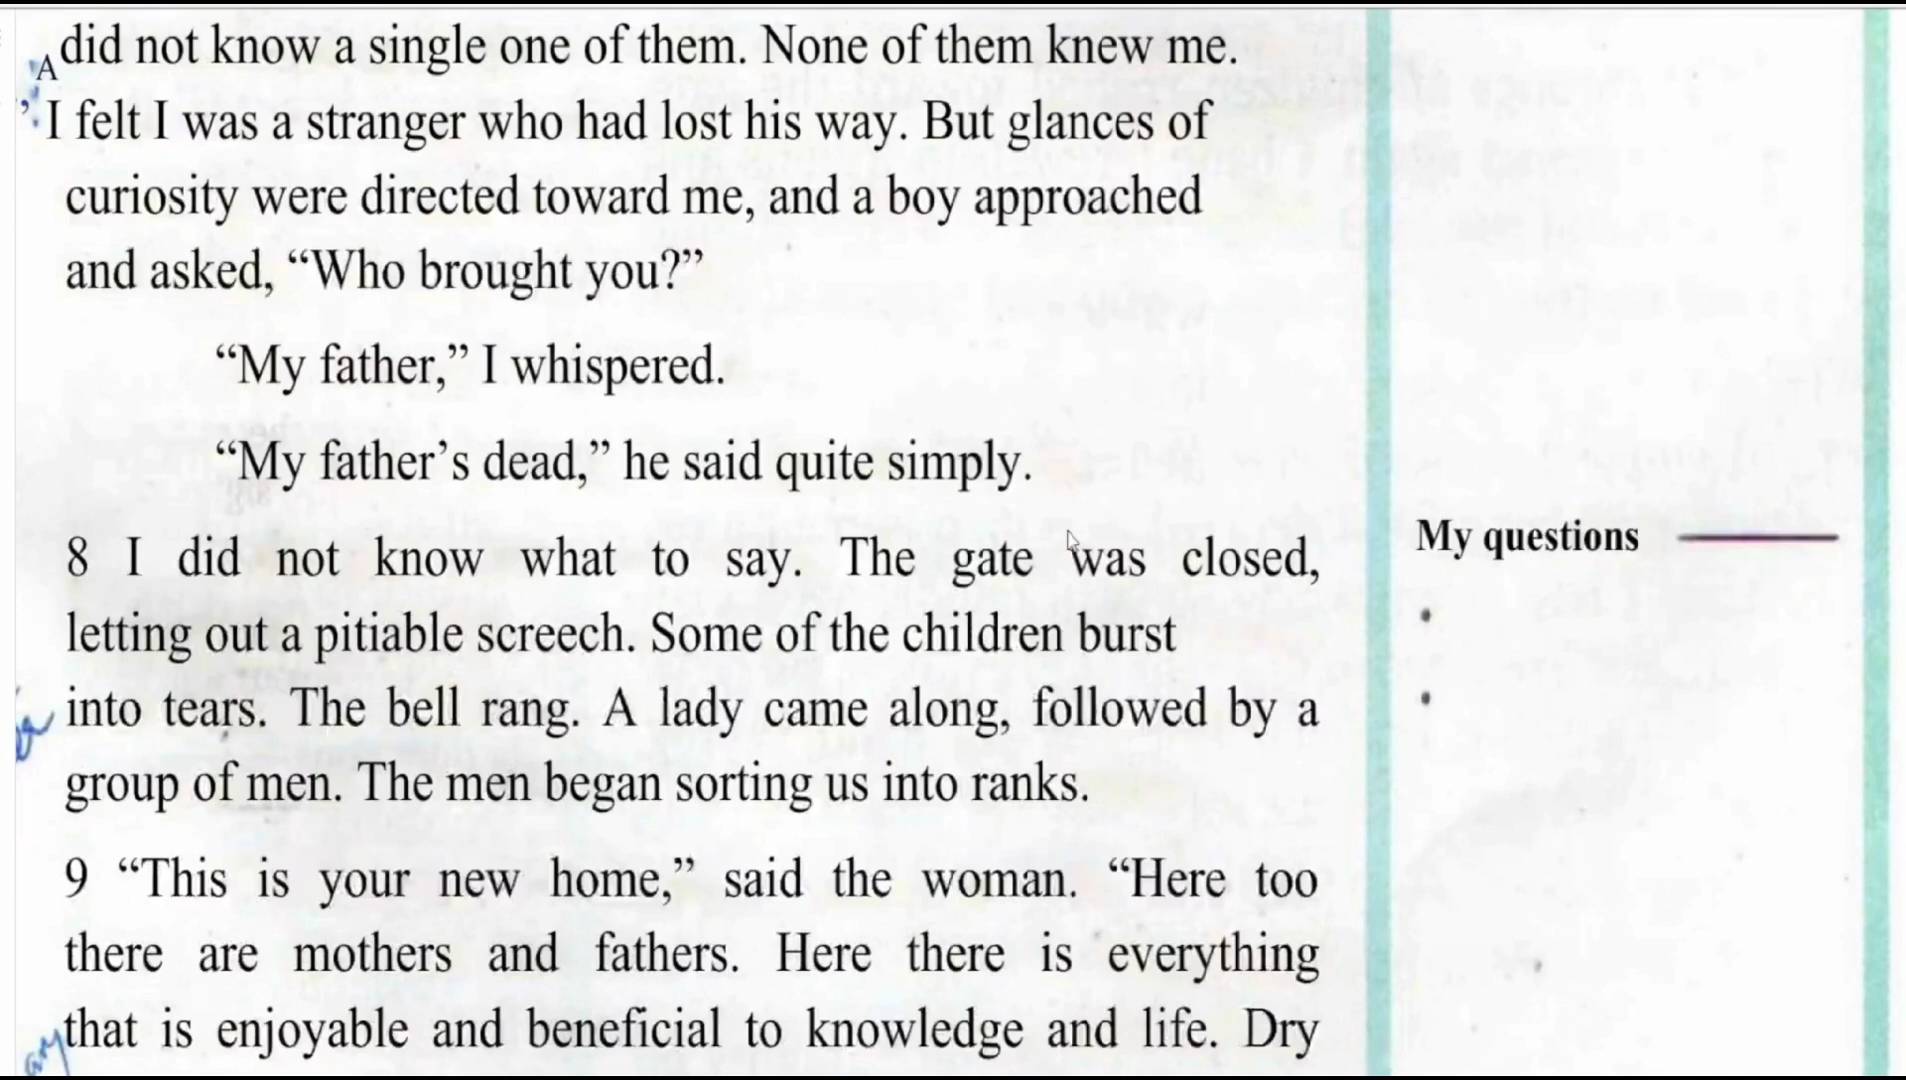 did not know a single one of them. None of them knew me.
A
I felt I was a stranger who had lost his way. But glances of
curiosity were directed toward me, and a boy approached
and asked, “Who brought you?”
“My father,” I whispered.
“My father’s dead,” he said quite simply.
8 I did not know what to say. The gate was closed,
letting out a pitiable screech. Some of the children burst
into tears. The bell rang. A lady came along, followed by a
group of men. The men began sorting us into ranks.
9 “This is your new home,” said the woman. “Here too
there are mothers and fathers. Here there is everything
that is enjoyable and beneficial to knowledge and life. Dry
My questions